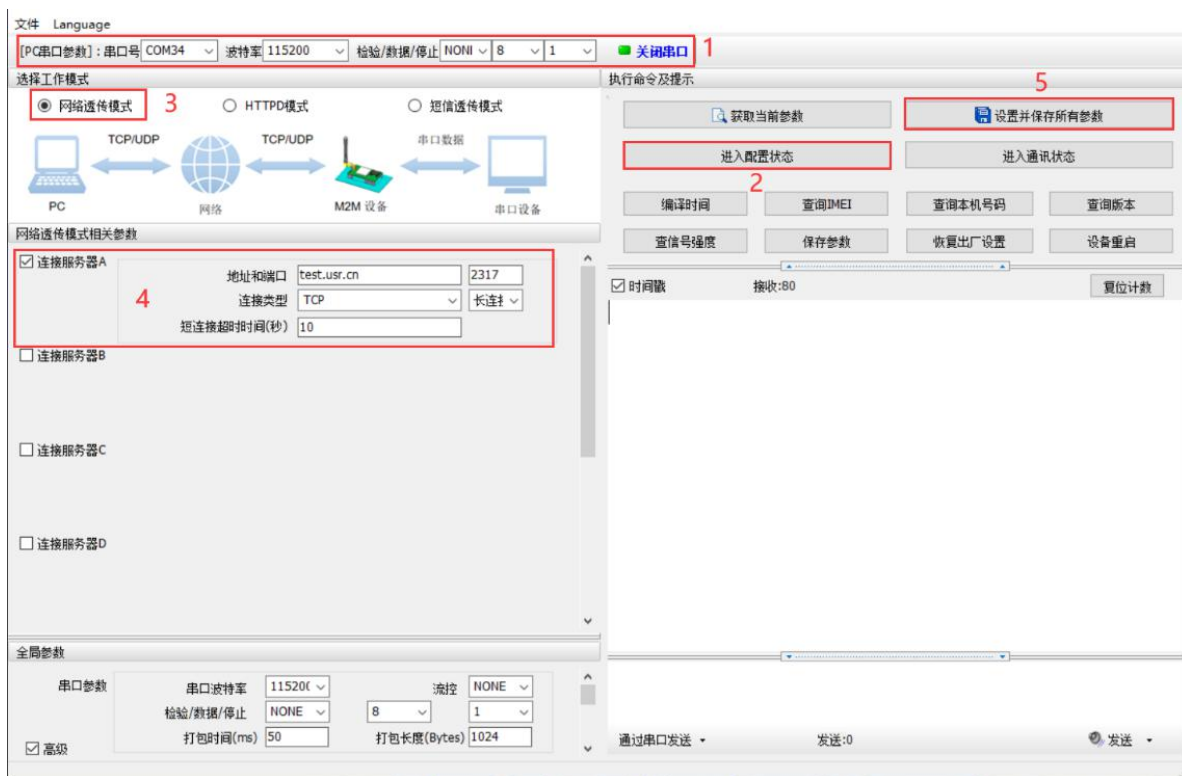 文件 Language
[PC串口参数]：串口号 COM34 波特率 115200 检验/数据/停止 NONI 8 1 关闭串口 1
选择工作模式
网络透传模式 3 HTTPD模式 短信透传模式
TCP/UDP TCP/UDP 串口数据
PC 网络 M2M 设备 串口设备
网络透传模式相关参数
连接服务器A
地址和端口 test.usr.cn 2317
4 连接类型 TCP 长连接
短连接超时时间(秒) 10
连接服务器B
连接服务器C
连接服务器D
全局参数
串口参数 串口波特率 11520( 流控 NONE
检验/数据/停止 NONE 8 1
打包时间(ms) 50 打包长度(Bytes) 1024
高级
执行命令及提示
5
获取当前参数 设置并保存所有参数
进入配置状态 进入通讯状态
2
编译时间 查询IMEI 查询本机号码 查询版本
查信号强度 保存参数 恢复出厂设置 设备重启
时间戳 接收:80 复位计数
通过串口发送 发送:0 发送